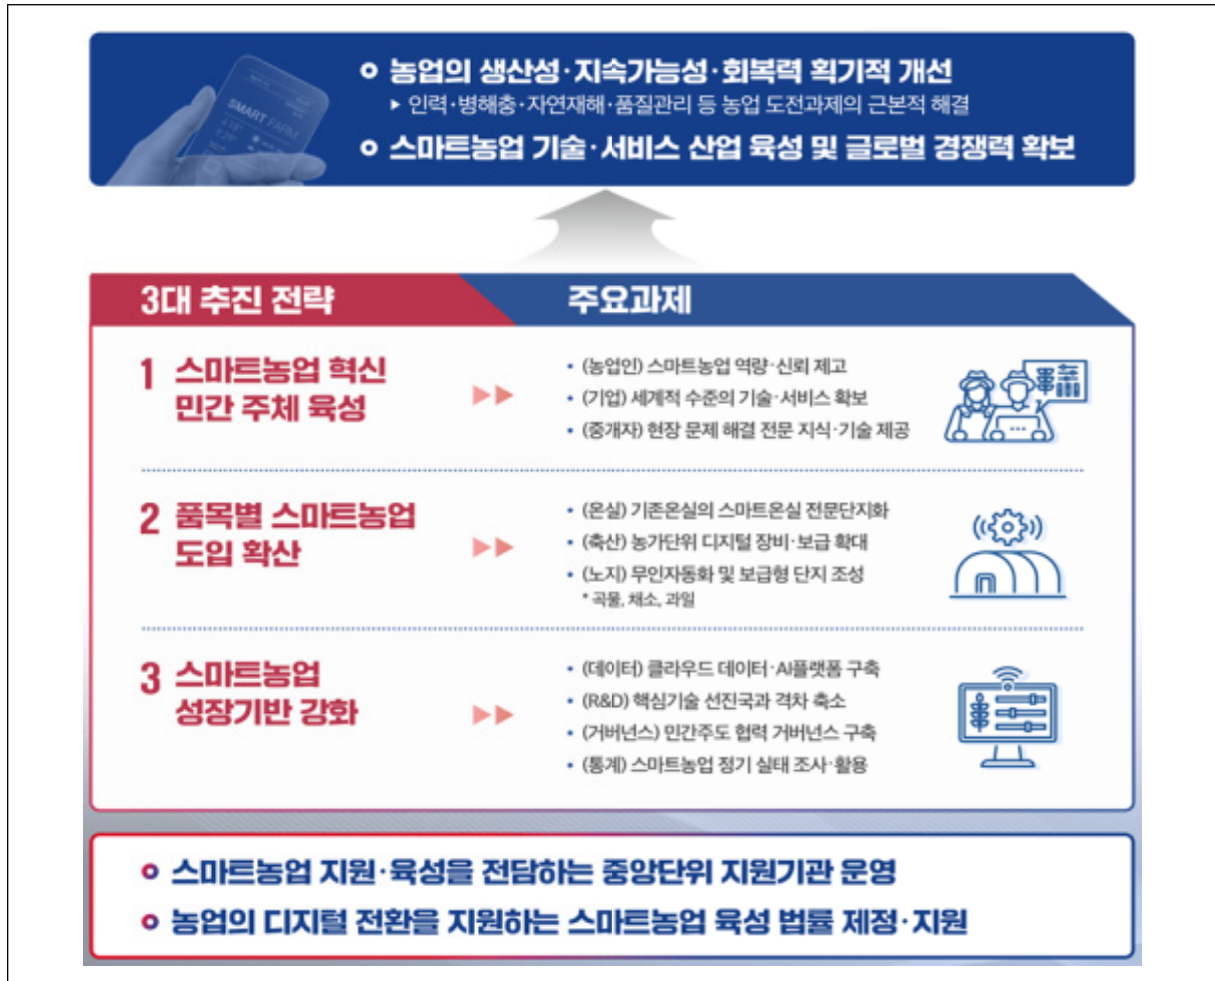 SMART FARM
농업의 생산성·지속가능성·회복력 획기적 개선
▸ 인력·병해충·자연재해·품질관리 등 농업 도전과제의 근본적 해결
스마트농업 기술·서비스 산업 육성 및 글로벌 경쟁력 확보
3대 추진 전략
주요과제
1 스마트농업 혁신
민간 주체 육성
• (농업인) 스마트농업 역량·신뢰 제고
• (기업) 세계적 수준의 기술·서비스 확보
• (중개자) 현장 문제 해결 전문 지식·기술 제공
2 품목별 스마트농업
도입 확산
• (온실) 기존온실의 스마트온실 전문단지화
• (축산) 농가단위 디지털 장비·보급 확대
• (노지) 무인자동화 및 보급형 단지 조성
* 곡물, 채소, 과일
3 스마트농업
성장기반 강화
• (데이터) 클라우드 데이터·AI플랫폼 구축
• (R&D) 핵심기술 선진국과 격차 축소
• (거버넌스) 민간주도 협력 거버넌스 구축
• (통계) 스마트농업 정기 실태 조사·활용
스마트농업 지원·육성을 전담하는 중앙단위 지원기관 운영
농업의 디지털 전환을 지원하는 스마트농업 육성 법률 제정·지원